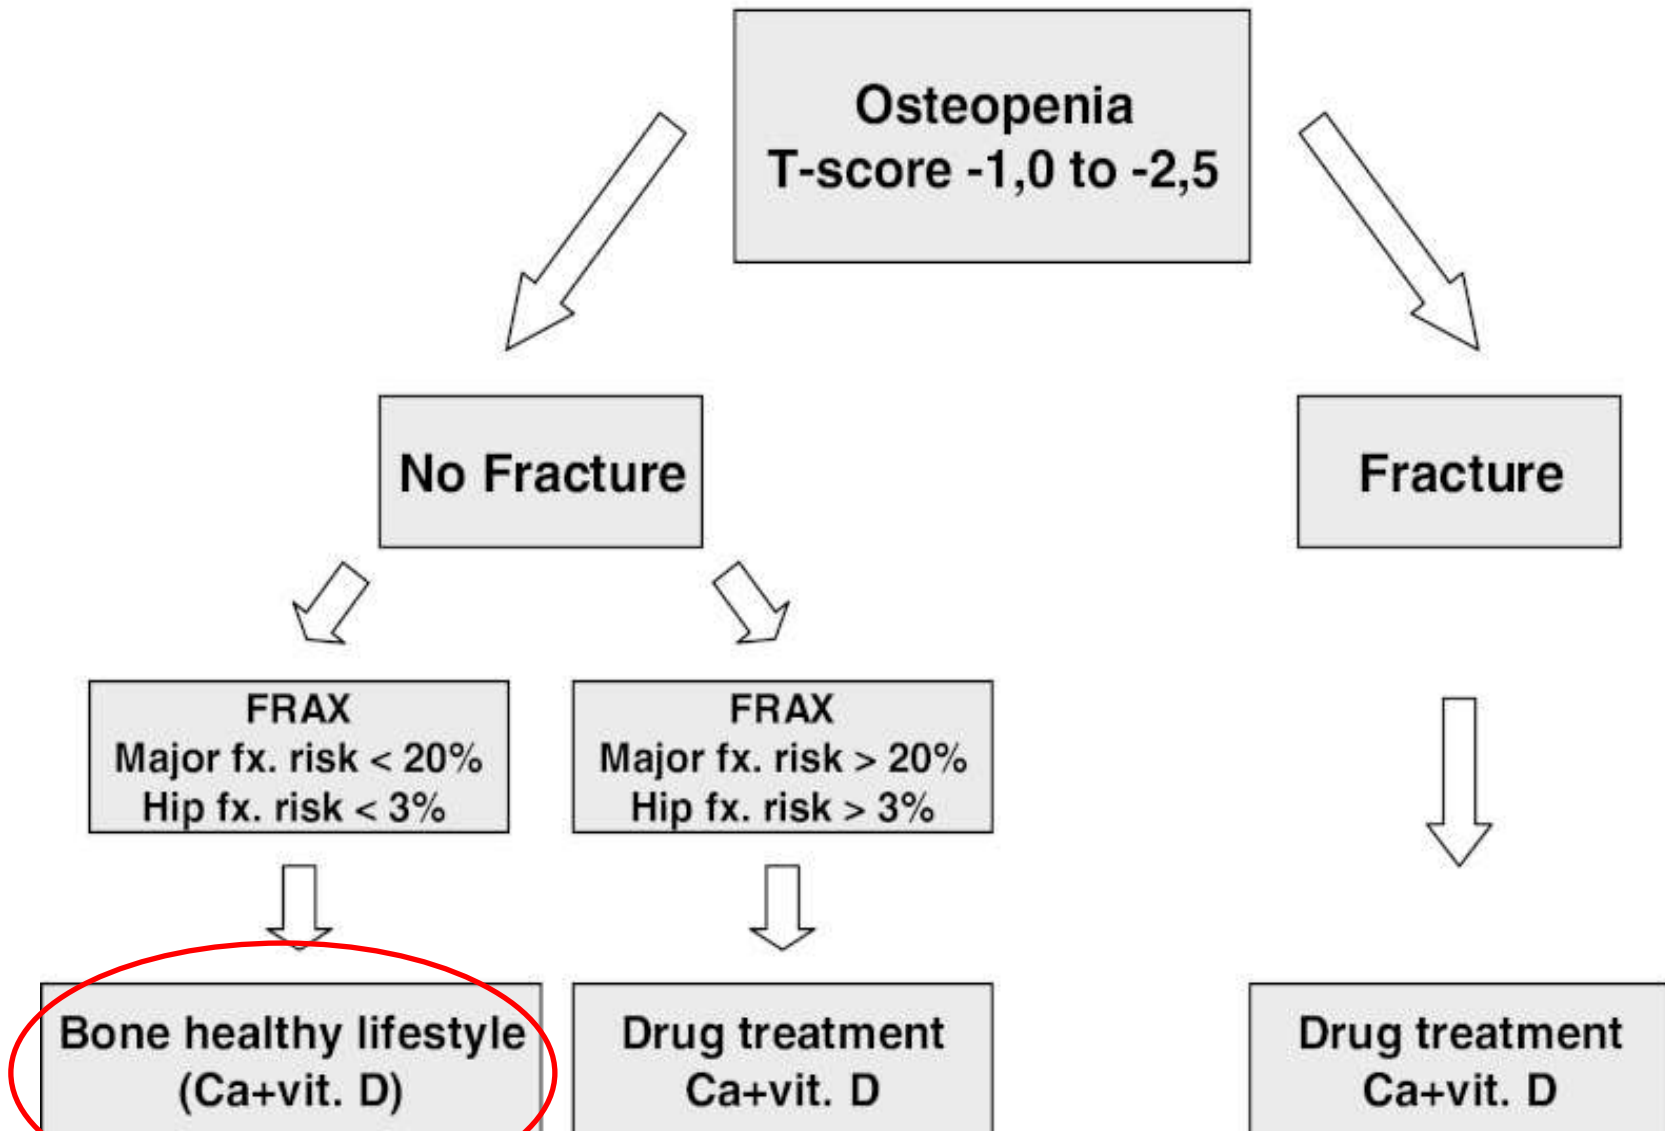 Osteopenia
T-score -1,0 to -2,5
No Fracture
Fracture
FRAX
Major fx. risk < 20%
Hip fx. risk < 3%
FRAX
Major fx. risk > 20%
Hip fx. risk > 3%
Bone healthy lifestyle
(Ca+vit. D)
Drug treatment
Ca+vit. D
Drug treatment
Ca+vit. D